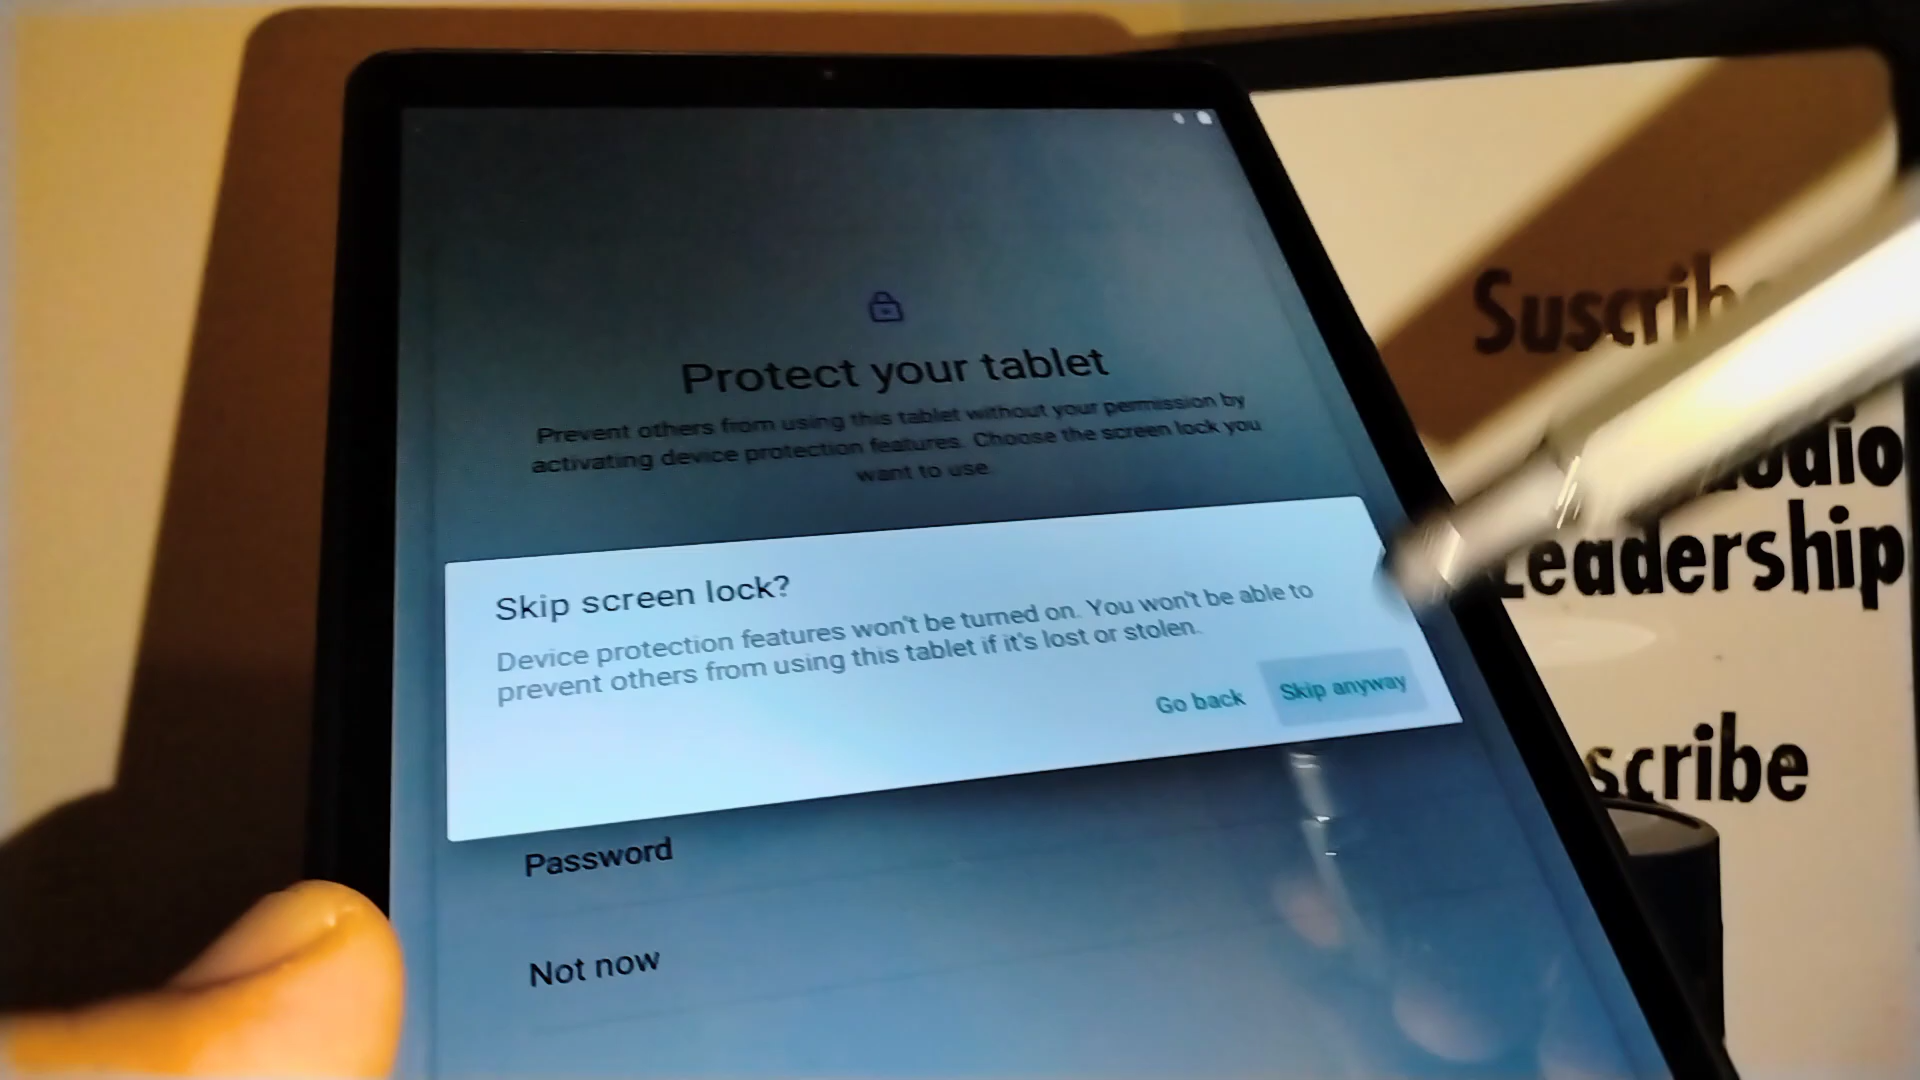 Protect your tablet
Prevent others from using this tablet without your permission by
activating device protection features. Choose the screen lock you
want to use.
Skip screen lock?
Device protection features won't be turned on. You won't be able to
prevent others from using this tablet if it's lost or stolen.
Go back
Skip anyway
Password
Not now
Leadership